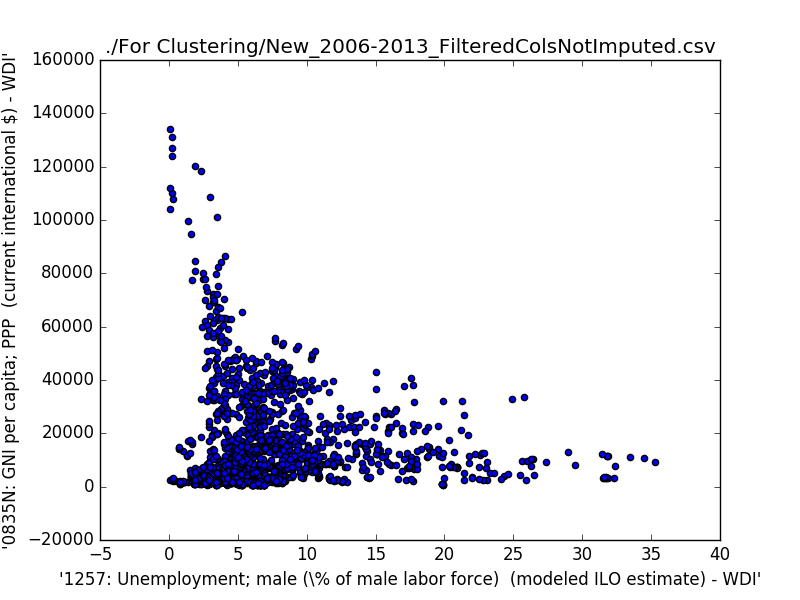 ./For Clustering/New_2006-2013_FilteredColsNotImputed.csv
160000
140000
120000
100000
80000
60000
40000
20000
0
−20000
'0835N: GNI per capita; PPP  (current international $) - WDI'
−5 0 5 10 15 20 25 30 35 40
'1257: Unemployment; male (\% of male labor force)  (modeled ILO estimate) - WDI'